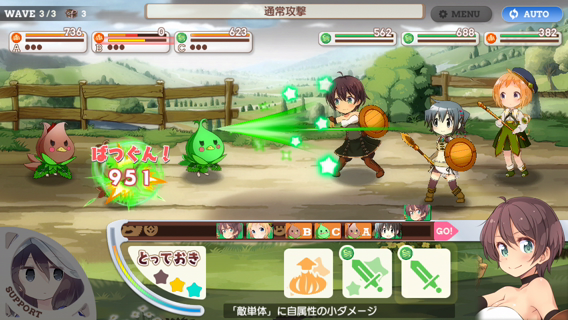 WAVE 3/3 3
通常攻撃
MENU
AUTO
736 0 623 562 688 382
A B C
ばつぐん!
951
B C A GO!
とっておき
SUPPORT
「敵単体」に自属性の小ダメージ